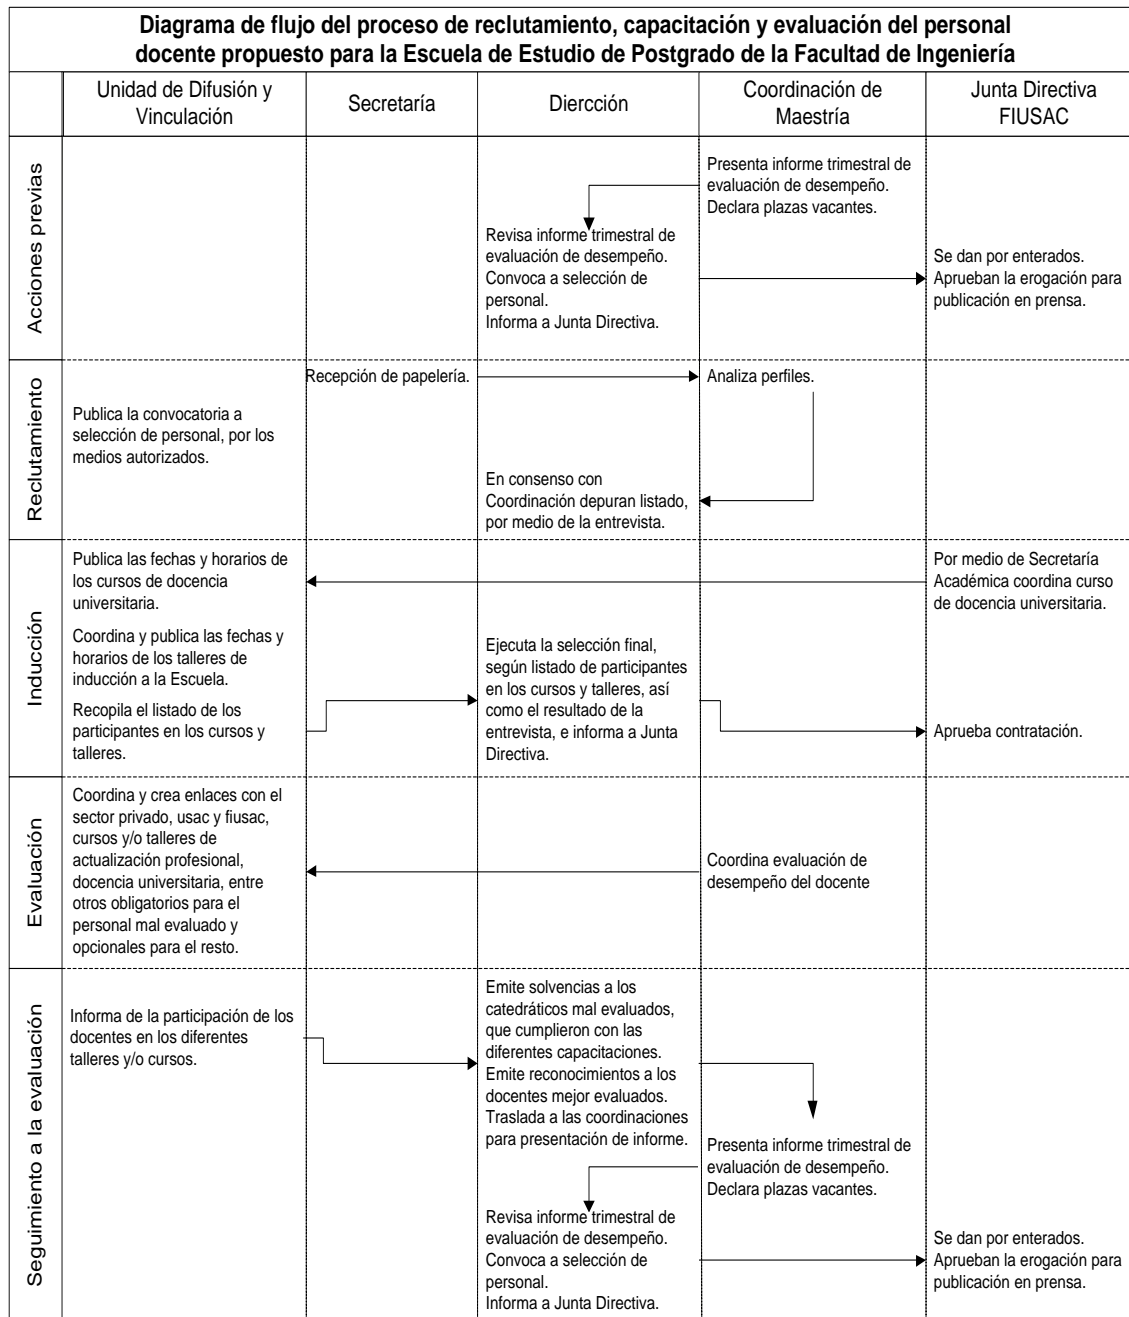 Diagrama de flujo del proceso de reclutamiento, capacitación y evaluación del personal
docente propuesto para la Escuela de Estudio de Postgrado de la Facultad de Ingeniería
Unidad de Difusión y
Vinculación
Secretaría
Diercción
Coordinación de
Maestría
Junta Directiva
FIUSAC
Acciones previas
Presenta informe trimestral de
evaluación de desempeño.
Declara plazas vacantes.
Revisa informe trimestral de
evaluación de desempeño.
Convoca a selección de
personal.
Informa a Junta Directiva.
Se dan por enterados.
Aprueban la erogación para
publicación en prensa.
Reclutamiento
Publica la convocatoria a
selección de personal, por los
medios autorizados.
Recepción de papelería.
Analiza perfiles.
En consenso con
Coordinación depuran listado,
por medio de la entrevista.
Inducción
Publica las fechas y horarios de
los cursos de docencia
universitaria.
Coordina y publica las fechas y
horarios de los talleres de
inducción a la Escuela.
Recopila el listado de los
participantes en los cursos y
talleres.
Ejecuta la selección final,
según listado de participantes
en los cursos y talleres, así
como el resultado de la
entrevista, e informa a Junta
Directiva.
Por medio de Secretaría
Académica coordina curso
de docencia universitaria.
Aprueba contratación.
Evaluación
Coordina y crea enlaces con el
sector privado, usac y fiusac,
cursos y/o talleres de
actualización profesional,
docencia universitaria, entre
otros obligatorios para el
personal mal evaluado y
opcionales para el resto.
Coordina evaluación de
desempeño del docente
Seguimiento a la evaluación
Informa de la participación de los
docentes en los diferentes
talleres y/o cursos.
Emite solvencias a los
catedráticos mal evaluados,
que cumplieron con las
diferentes capacitaciones.
Emite reconocimientos a los
docentes mejor evaluados.
Traslada a las coordinaciones
para presentación de informe.
Presenta informe trimestral de
evaluación de desempeño.
Declara plazas vacantes.
Revisa informe trimestral de
evaluación de desempeño.
Convoca a selección de
personal.
Informa a Junta Directiva.
Se dan por enterados.
Aprueban la erogación para
publicación en prensa.